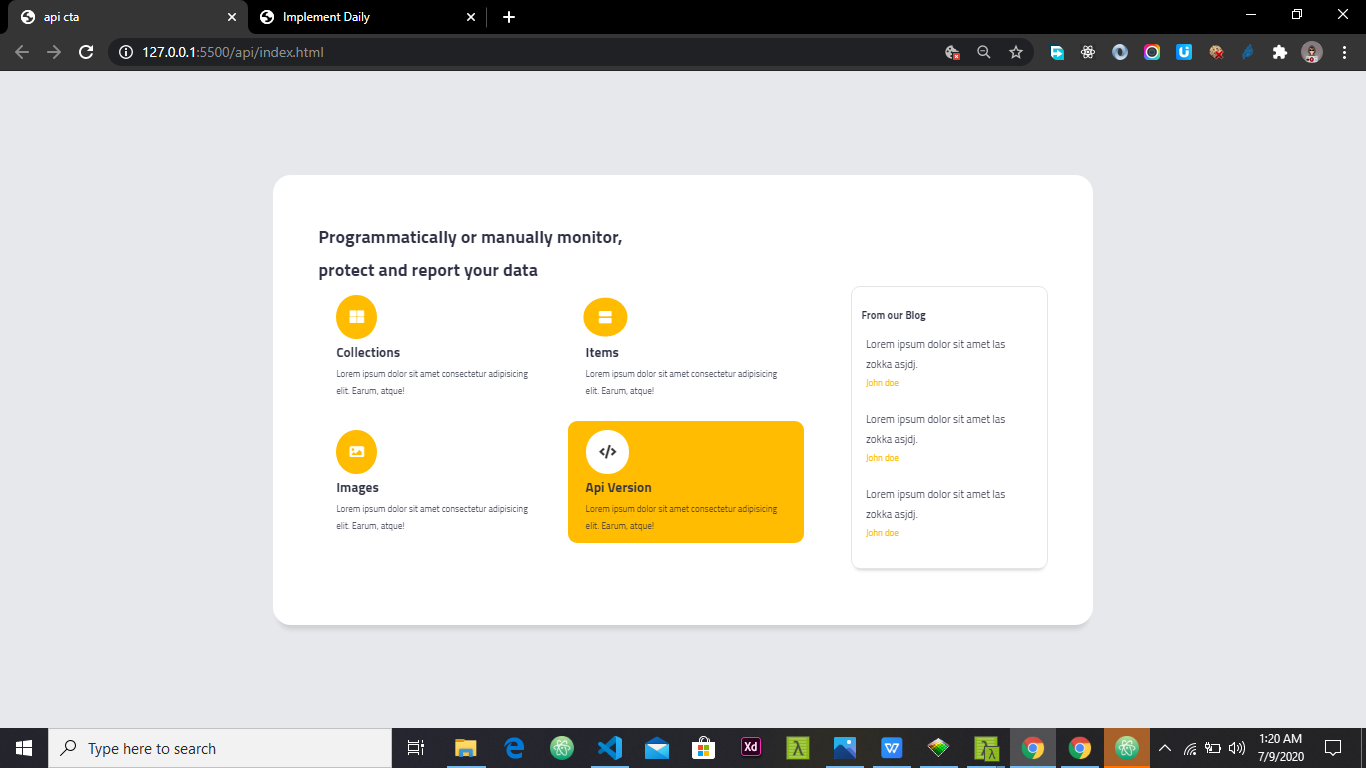 api cta
Implement Daily
127.0.0.1:5500/api/index.html
Programmatically or manually monitor,
protect and report your data
Collections
Lorem ipsum dolor sit amet consectetur adipisicing
elit. Earum, atque!
Items
Lorem ipsum dolor sit amet consectetur adipisicing
elit. Earum, atque!
Images
Lorem ipsum dolor sit amet consectetur adipisicing
elit. Earum, atque!
</>
Api Version
Lorem ipsum dolor sit amet consectetur adipisicing
elit. Earum, atque!
From our Blog
Lorem ipsum dolor sit amet las
zokka asjdj.
John doe
Lorem ipsum dolor sit amet las
zokka asjdj.
John doe
Lorem ipsum dolor sit amet las
zokka asjdj.
John doe
Type here to search
Xd
1:20 AM
7/9/2020